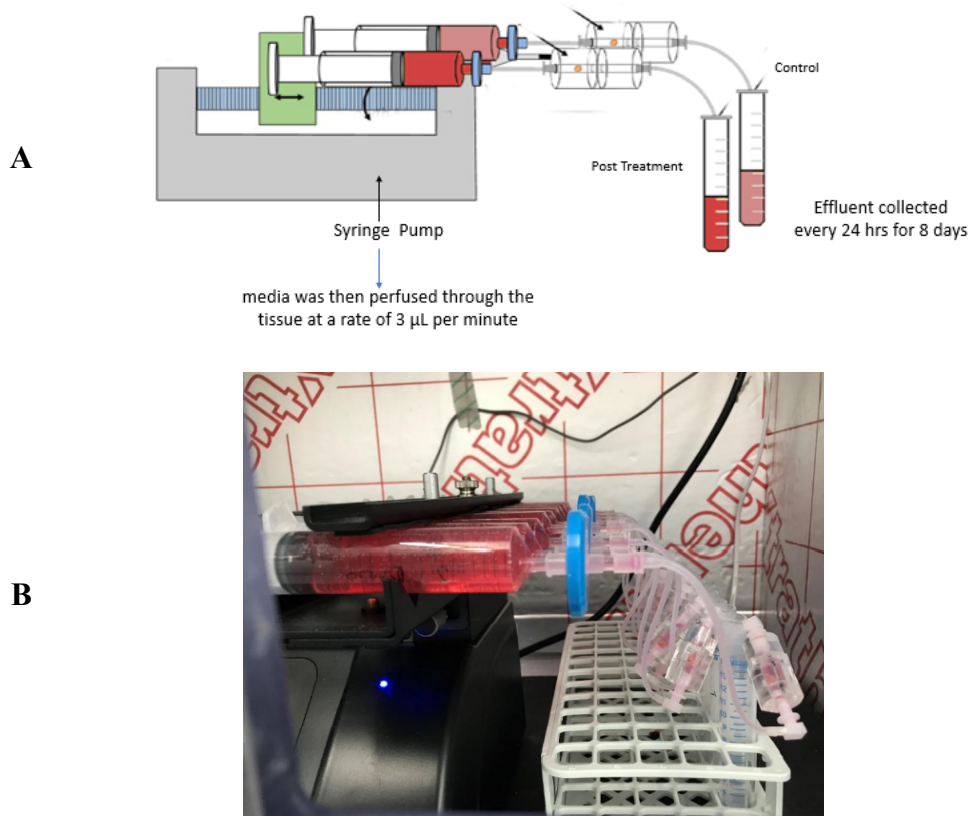 A
Control
Post Treatment
Effluent collected
every 24 hrs for 8 days
Syringe Pump
media was then perfused through the
tissue at a rate of 3 µL per minute
B